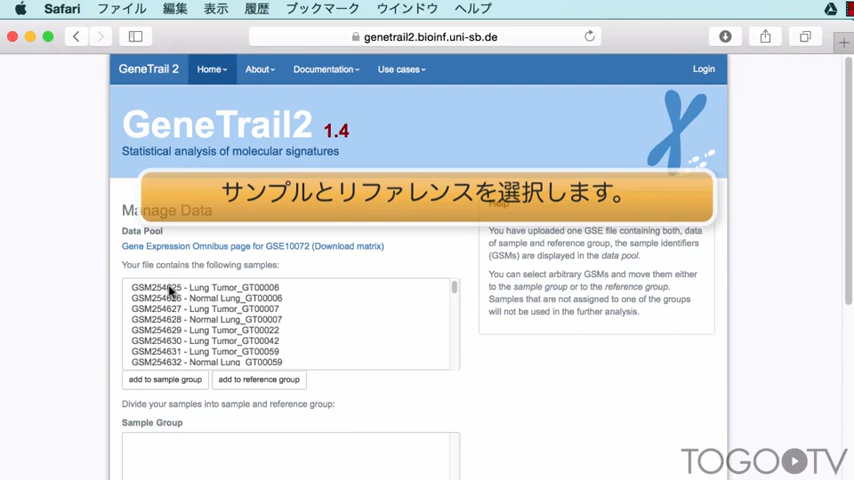 Safari ファイル 編集 表示 履歴 ブックマーク ウインドウ ヘルプ
genetrail2.bioinf.uni-sb.de
GeneTrail 2 Home About Documentation Use cases Login
GeneTrail2 1.4
Statistical analysis of molecular signatures
サンプルとリファレンスを選択します。
Manage Data
Help
Data Pool
Gene Expression Omnibus page for GSE10072 (Download matrix)
Your file contains the following samples:
GSM254625 - Lung Tumor_GT00006
GSM254626 - Normal Lung_GT00006
GSM254627 - Lung Tumor_GT00007
GSM254628 - Normal Lung_GT00007
GSM254629 - Lung Tumor_GT00022
GSM254630 - Lung Tumor_GT00042
GSM254631 - Lung Tumor_GT00059
GSM254632 - Normal Lung_GT00059
add to sample group add to reference group
Divide your samples into sample and reference group:
Sample Group
You have uploaded one GSE file containing both, data
of sample and reference group, the sample identifiers
(GSMs) are displayed in the data pool.
You can select arbitrary GSMs and move them either
to the sample group or to the reference group.
Samples that are not assigned to one of the groups
will not be used in the further analysis.
TOGOTV